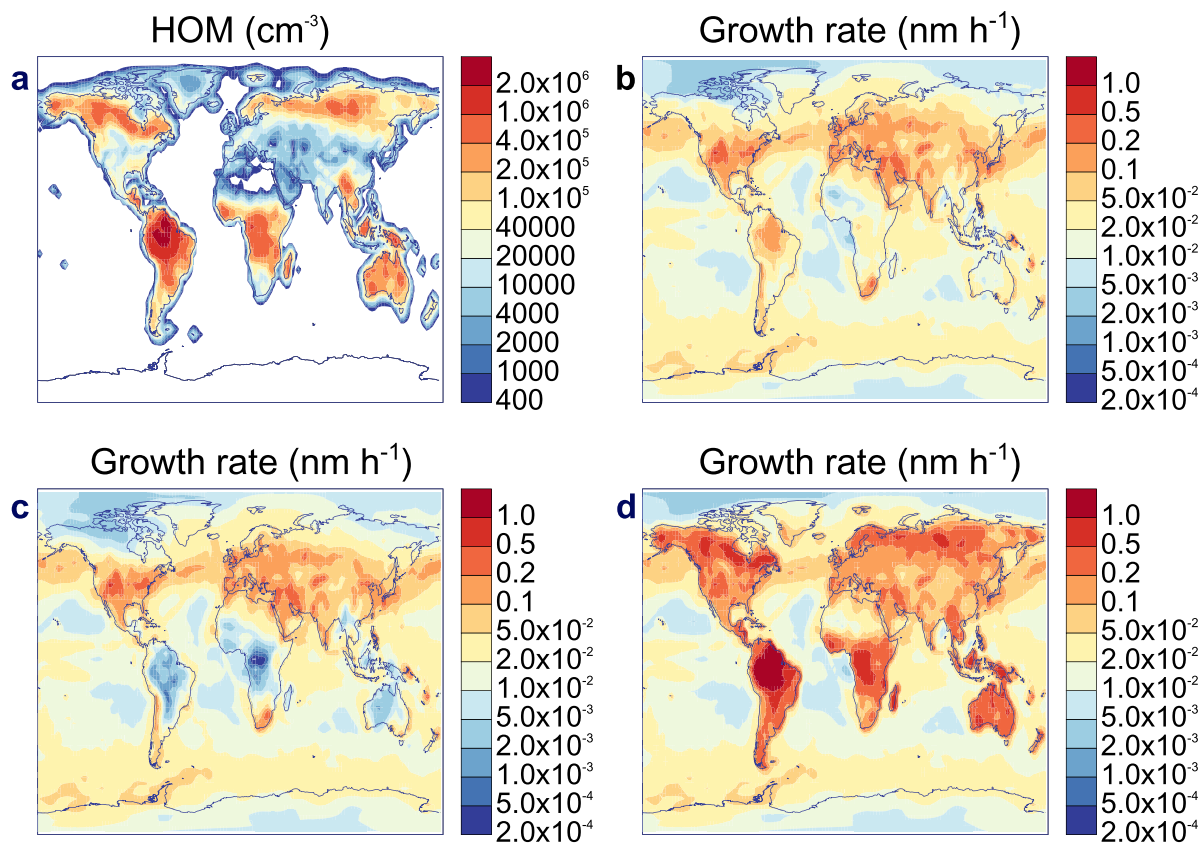 HOM (cm⁻³)
a
2.0x10⁶
1.0x10⁶
4.0x10⁵
2.0x10⁵
1.0x10⁵
40000
20000
10000
4000
2000
1000
400
Growth rate (nm h⁻¹)
b
1.0
0.5
0.2
0.1
5.0x10⁻²
2.0x10⁻²
1.0x10⁻²
5.0x10⁻³
2.0x10⁻³
1.0x10⁻³
5.0x10⁻⁴
2.0x10⁻⁴
Growth rate (nm h⁻¹)
c
1.0
0.5
0.2
0.1
5.0x10⁻²
2.0x10⁻²
1.0x10⁻²
5.0x10⁻³
2.0x10⁻³
1.0x10⁻³
5.0x10⁻⁴
2.0x10⁻⁴
Growth rate (nm h⁻¹)
d
1.0
0.5
0.2
0.1
5.0x10⁻²
2.0x10⁻²
1.0x10⁻²
5.0x10⁻³
2.0x10⁻³
1.0x10⁻³
5.0x10⁻⁴
2.0x10⁻⁴